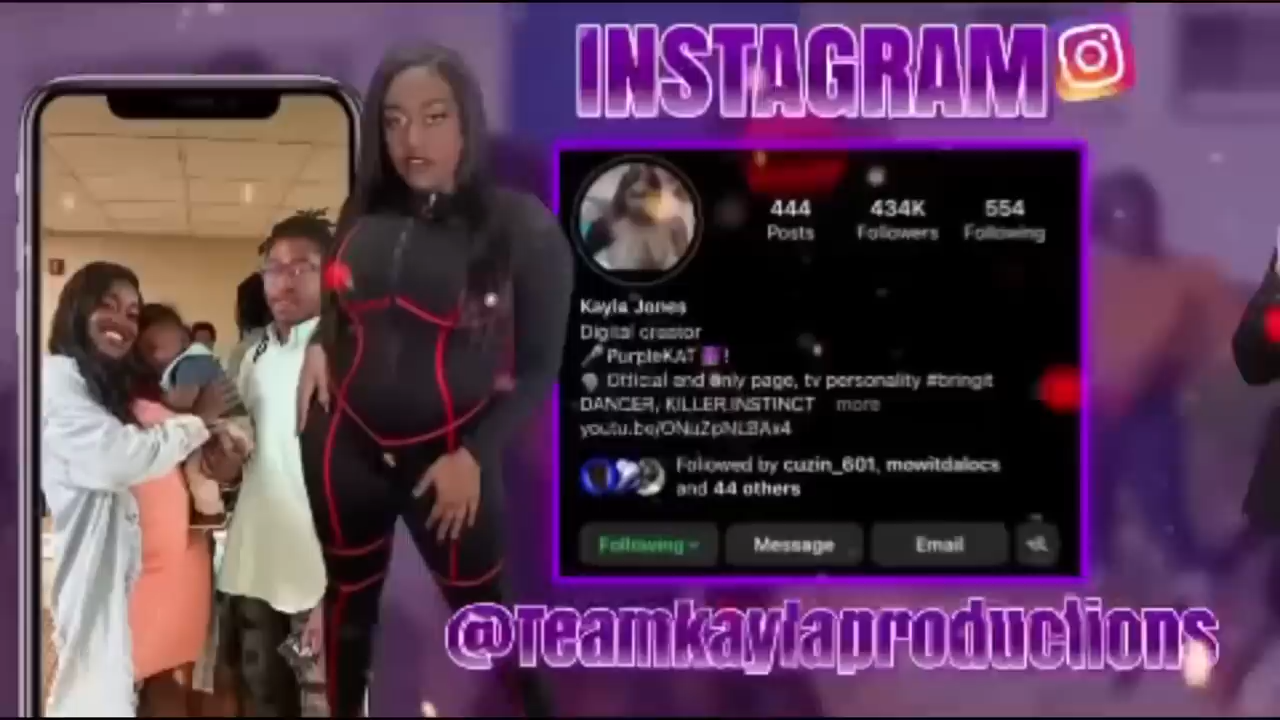 INSTAGRAM
444 434K 554
Posts Followers Following
Kayla Jones
Digital creator
PurpleKAT !
Official and Only page, tv personality #bringit
DANCER, KILLER.INSTINCT more
Followed by cuzin_601, mowitdalocs
and 44 others
Following Message Email
@Teamkaylaproductions